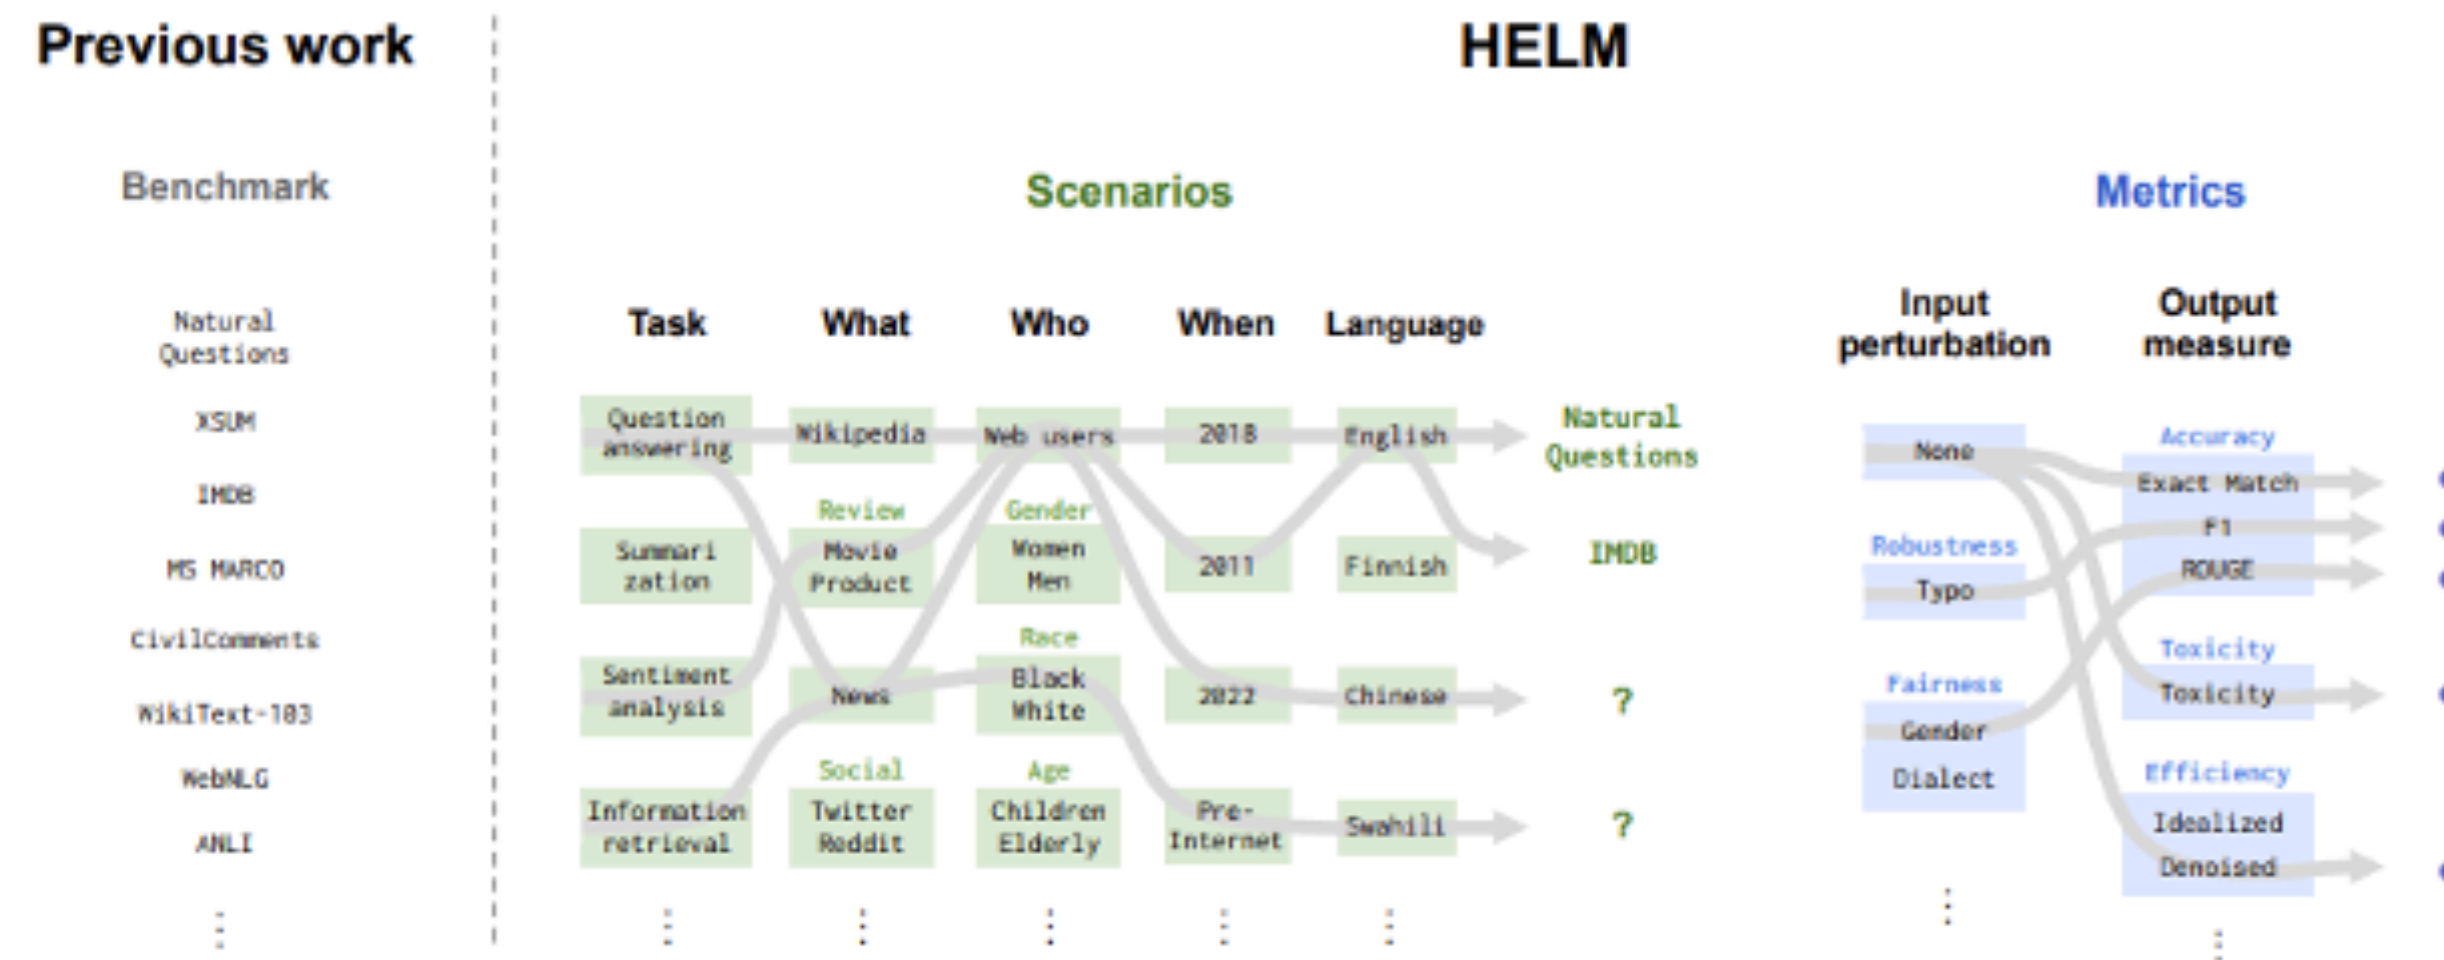 Previous work
HELM
Benchmark
Scenarios
Metrics
Natural
Questions
XSUM
IMDB
MS MARCO
CivilComments
WikiText-103
WebNLG
ANLI
⋮
Task
What
Who
When
Language
Question
answering
Wikipedia
Web users
2018
English
Natural
Questions
Review
Gender
Summari
zation
Movie
Product
Women
Men
2011
Finnish
IMDB
Race
Sentiment
analysis
News
Black
White
2022
Chinese
?
Social
Age
Information
retrieval
Twitter
Reddit
Children
Elderly
Pre-
Internet
Swahili
?
⋮ ⋮ ⋮ ⋮ ⋮
Input
perturbation
Output
measure
None
Robustness
Typo
Fairness
Gender
Dialect
⋮
Accuracy
Exact Match
F1
ROUGE
Toxicity
Toxicity
Efficiency
Idealized
Denoised
⋮